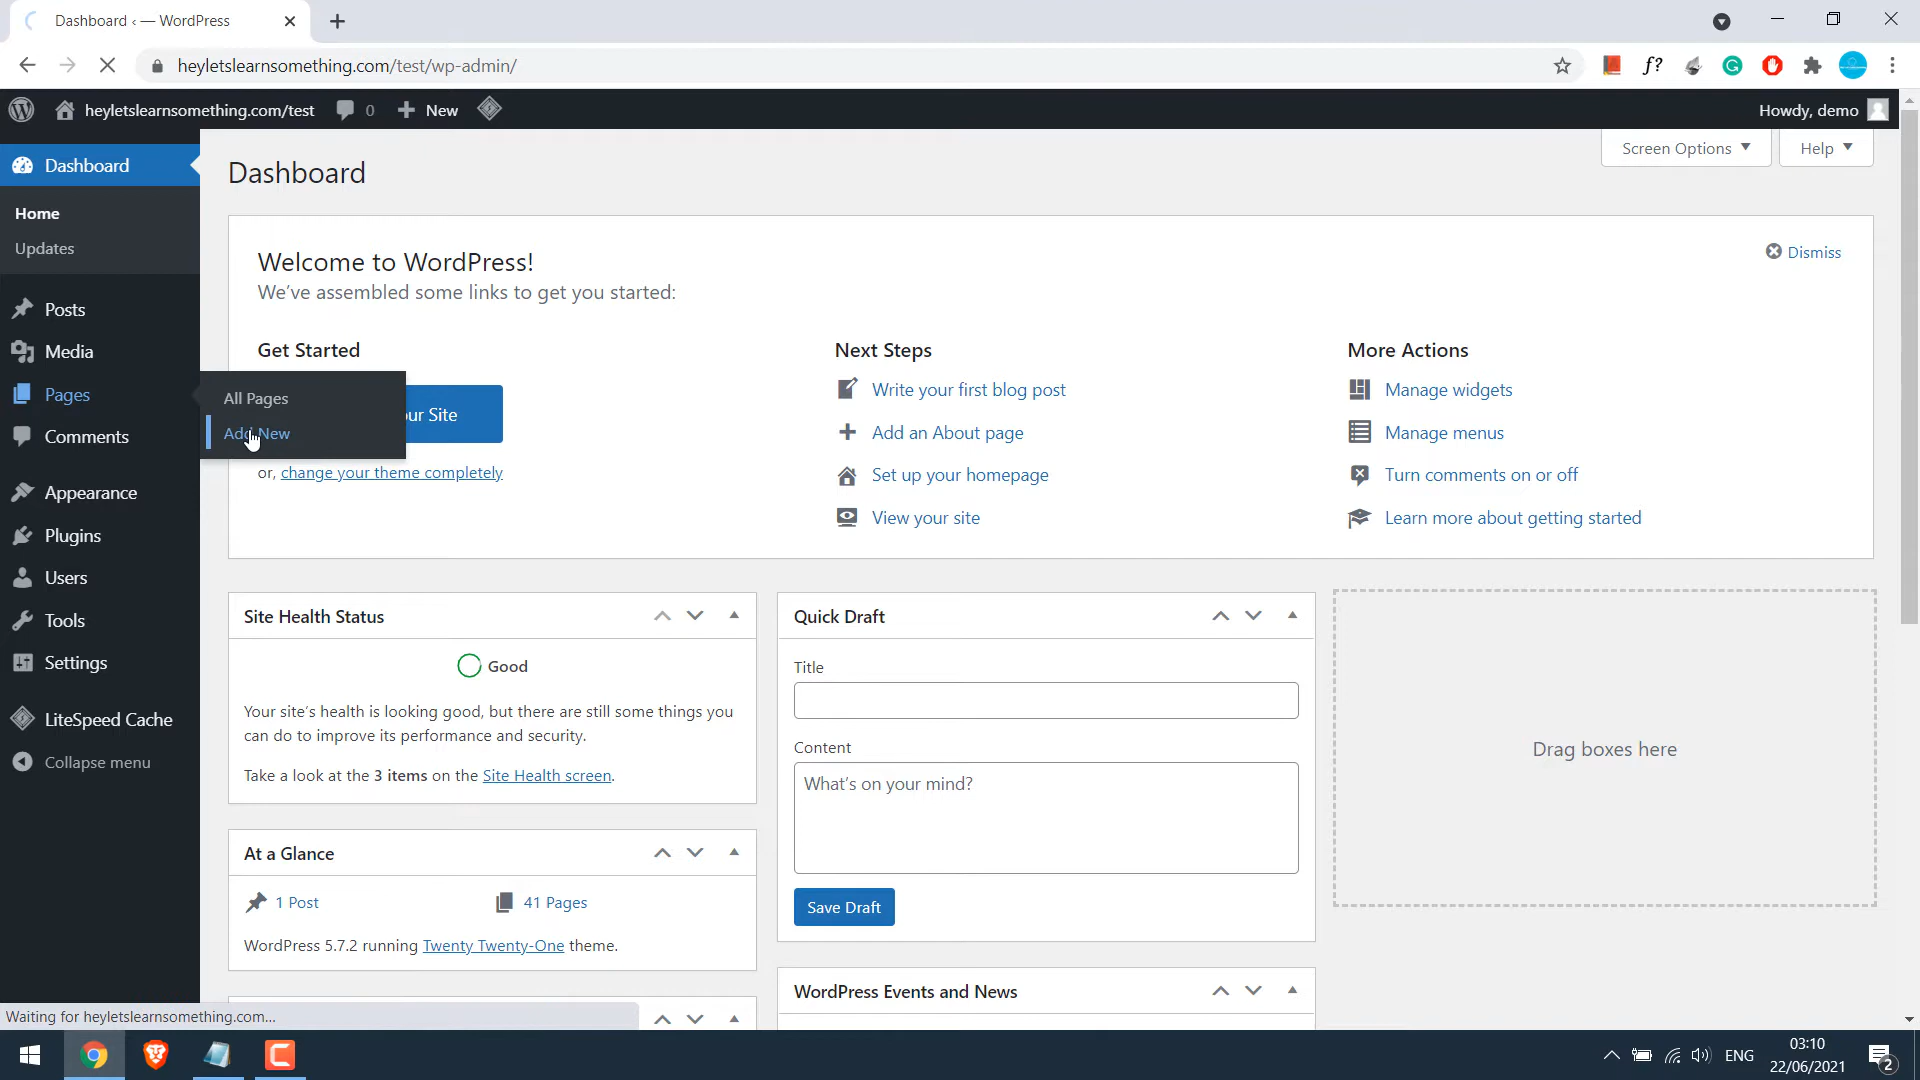 Dashboard ‹ — WordPress
heyletslearnsomething.com/test/wp-admin/
f?
heyletslearnsomething.com/test
0
New
Howdy, demo
Dashboard
Home
Updates
Posts
Media
Pages
All Pages
Add New
Comments
Appearance
Plugins
Users
Tools
Settings
LiteSpeed Cache
Collapse menu
Dashboard
Screen Options
Help
Welcome to WordPress!
We've assembled some links to get you started:
Dismiss
Get Started
our Site
or, change your theme completely
Next Steps
Write your first blog post
Add an About page
Set up your homepage
View your site
More Actions
Manage widgets
Manage menus
Turn comments on or off
Learn more about getting started
Site Health Status
Good
Your site's health is looking good, but there are still some things you
can do to improve its performance and security.
Take a look at the 3 items on the Site Health screen.
At a Glance
1 Post
41 Pages
WordPress 5.7.2 running Twenty Twenty-One theme.
Quick Draft
Title
Content
What's on your mind?
Save Draft
WordPress Events and News
Drag boxes here
Waiting for heyletslearnsomething.com...
ENG
03:10
22/06/2021
2